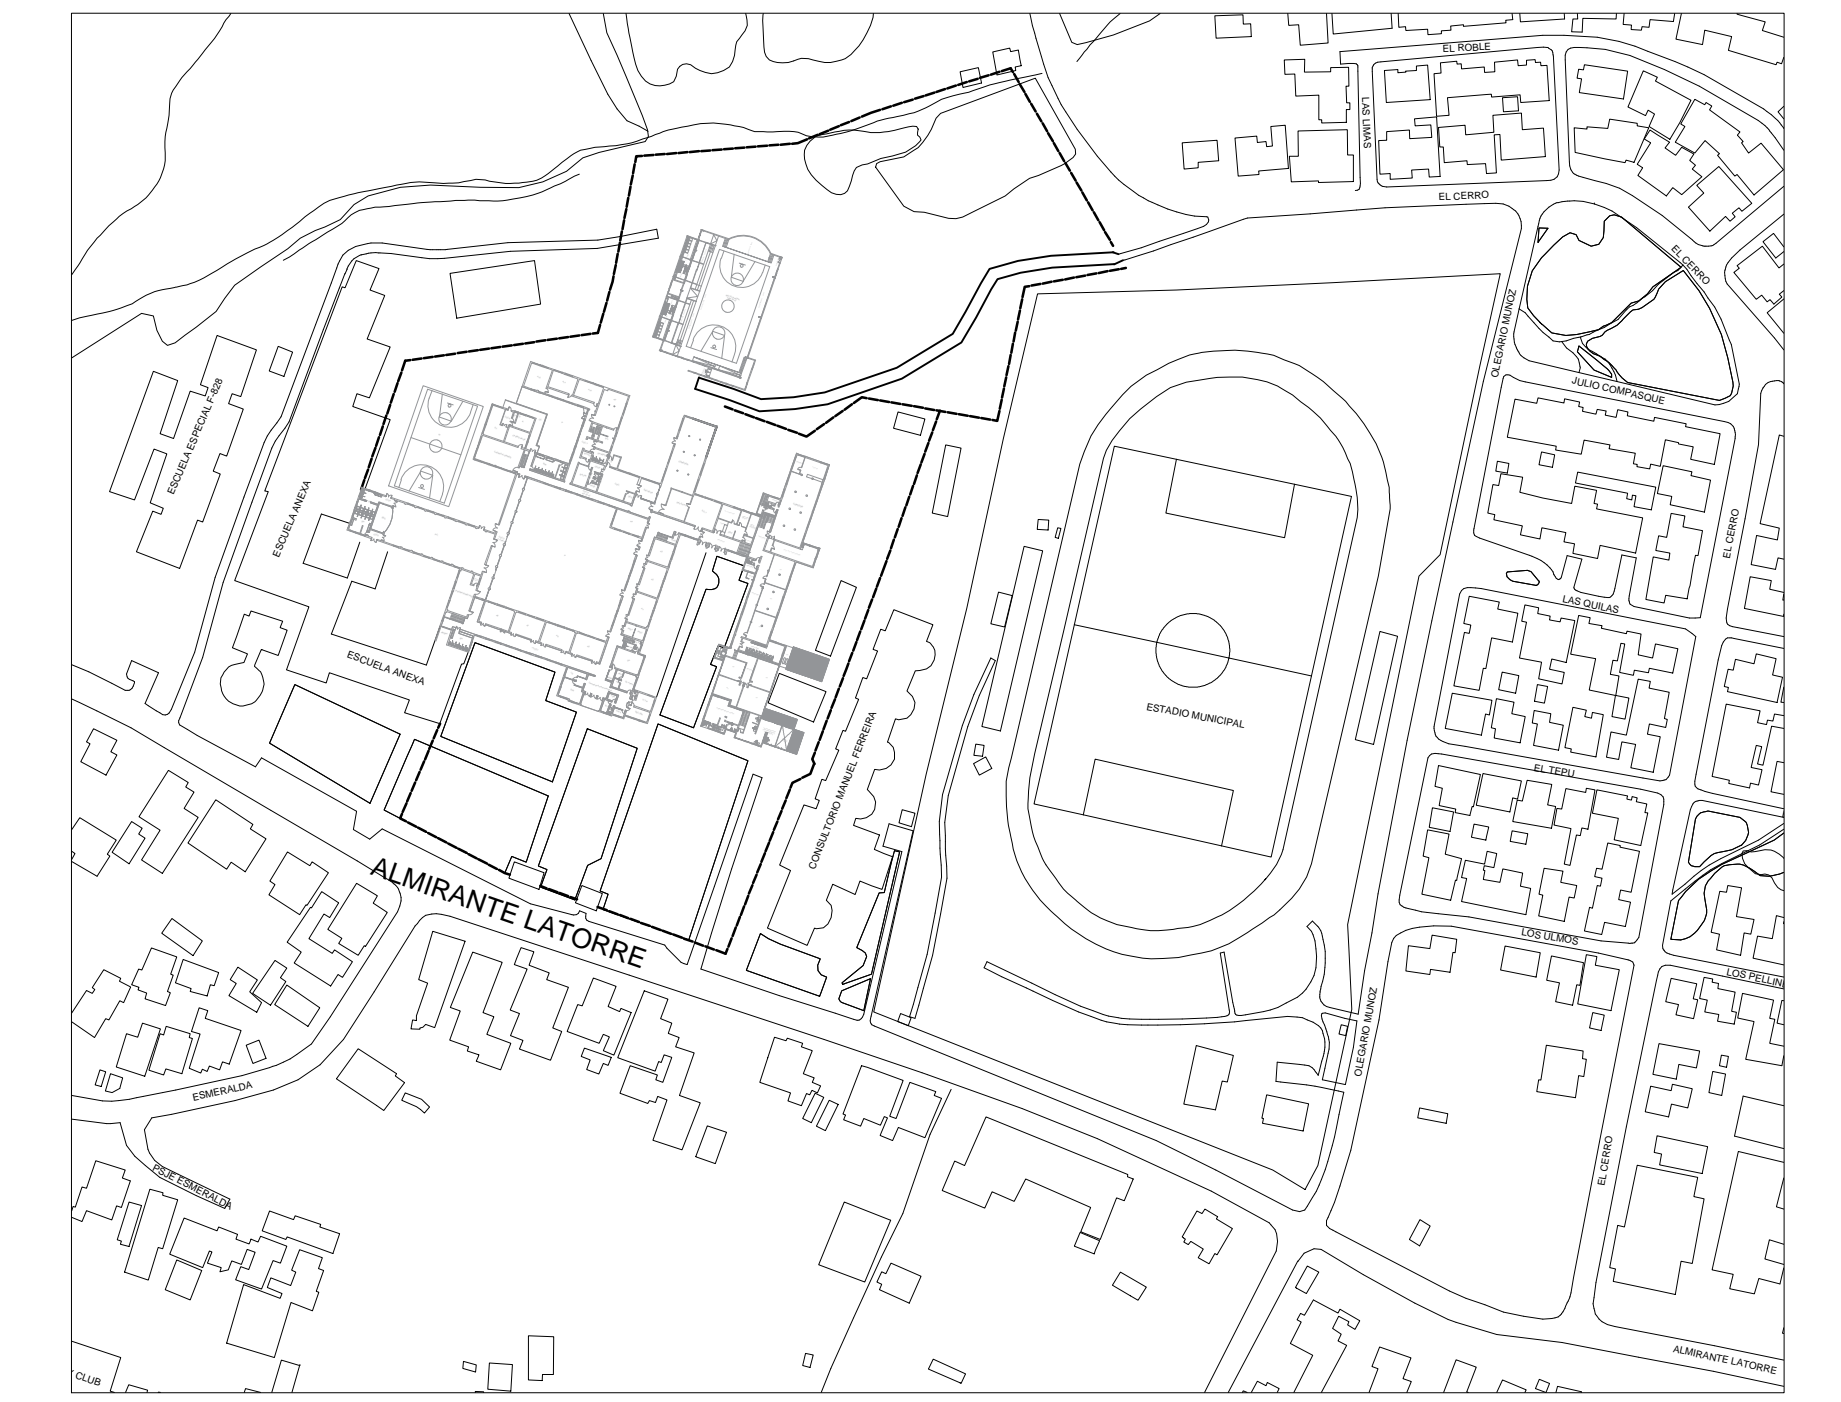 EL ROBLE
LAS LIMAS
EL CERRO
EL CERRO
OLEGARIO MUÑOZ
JULIO COMPASQUE
ESCUELA ESPECIAL F-828
ESCUELA ANEXA
EL CERRO
LAS QUILAS
ESCUELA ANEXA
ESTADIO MUNICIPAL
CONSULTORIO MANUEL FERREIRA
EL TEPU
ALMIRANTE LATORRE
LOS ULMOS
LOS PELLIN
OLEGARIO MUÑOZ
ESMERALDA
EL CERRO
PSJE ESMERALDA
ALMIRANTE LATORRE
CLUB